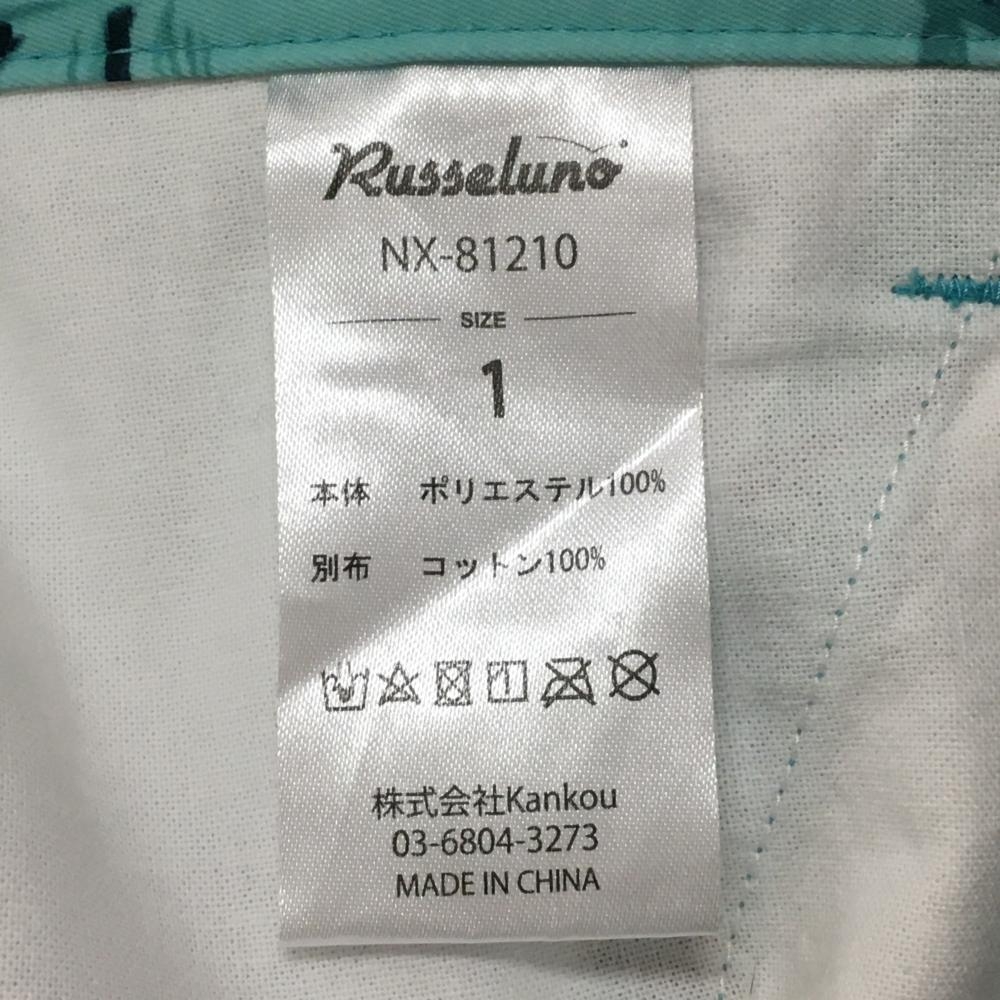 Russeluno
NX-81210
SIZE
1
本体 ポリエステル100%
別布 コットン100%
株式会社Kankou
03-6804-3273
MADE IN CHINA